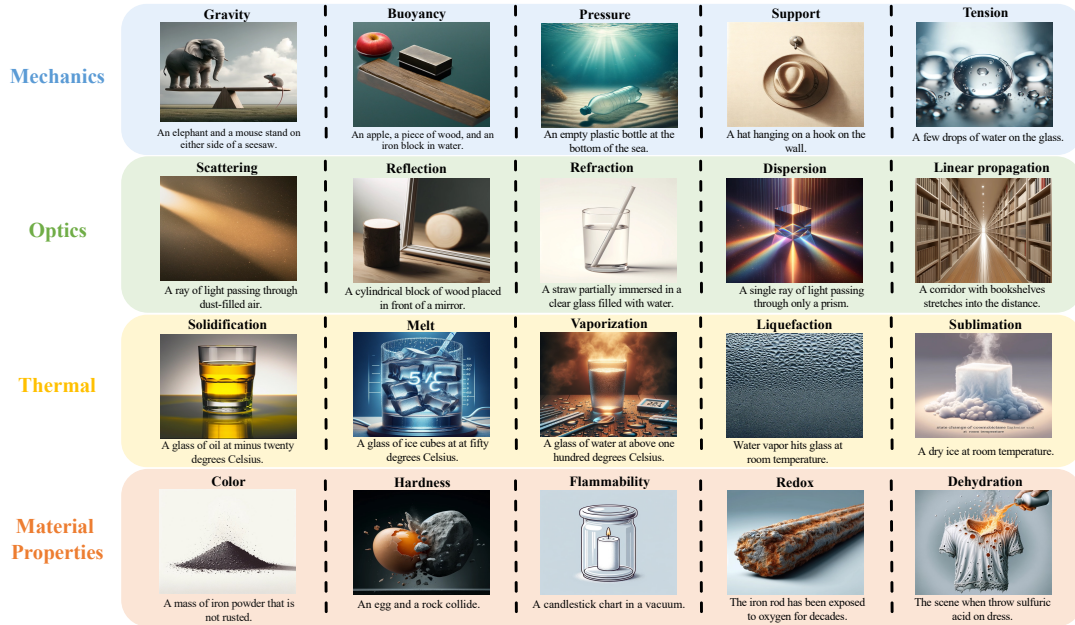 Mechanics
Gravity
An elephant and a mouse stand on
either side of a seesaw.
Buoyancy
An apple, a piece of wood, and an
iron block in water.
Pressure
An empty plastic bottle at the
bottom of the sea.
Support
A hat hanging on a hook on the
wall.
Tension
A few drops of water on the glass.
Optics
Scattering
A ray of light passing through
dust-filled air.
Reflection
A cylindrical block of wood placed
in front of a mirror.
Refraction
A straw partially immersed in a
clear glass filled with water.
Dispersion
A single ray of light passing
through only a prism.
Linear propagation
A corridor with bookshelves
stretches into the distance.
Thermal
Solidification
A glass of oil at minus twenty
degrees Celsius.
Melt
A glass of ice cubes at at fifty
degrees Celsius.
Vaporization
A glass of water at above one
hundred degrees Celsius.
Liquefaction
Water vapor hits glass at
room temperature.
Sublimation
A dry ice at room temperature.
Material
Properties
Color
A mass of iron powder that is
not rusted.
Hardness
An egg and a rock collide.
Flammability
A candlestick chart in a vacuum.
Redox
The iron rod has been exposed
to oxygen for decades.
Dehydration
The scene when throw sulfuric
acid on dress.